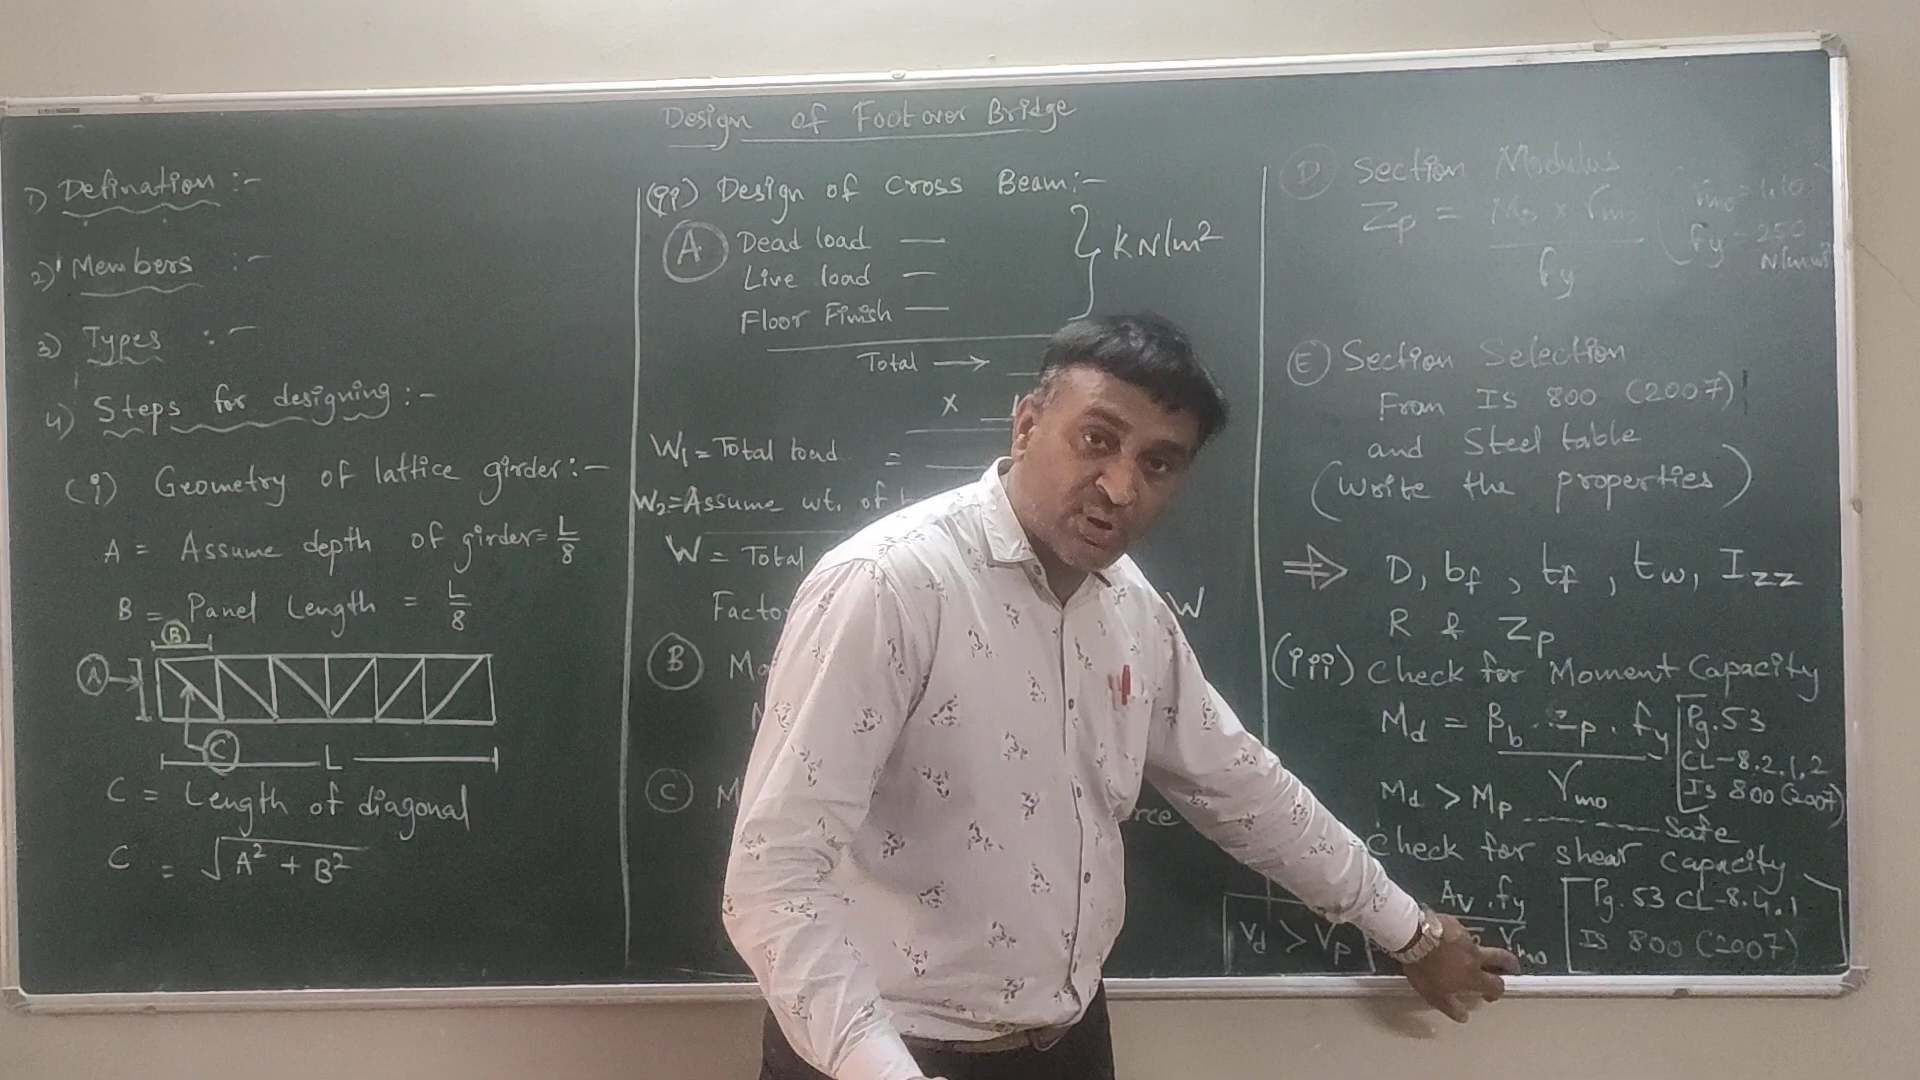 Design of Footover Bridge
1) Defination :-
2) Members :-
3) Types :-
4) Steps for designing :-
(i) Geometry of lattice girder :-
A = Assume depth of girder = L/8
B = Panel Length = L/8
B
A
C
L
C = Length of diagonal
C = √A² + B²
(ii) Design of Cross Beam :-
A Dead load —
Live load —
Floor Finish —
} KN/m²
Total →
x
W1 = Total load =
W2 = Assume wt. of
W = Total
W
B
C
D Section Modulus
Zp = Mp x γmo / fy
γmo = 1.10
fy = 250 N/mm²
E Section Selection
From IS 800 (2007)
and Steel table
(Write the properties)
⇒ D, bf, tf, tw, Izz
R & Zp
(iii) Check for Moment Capacity
Md = βb . Zp . fy / γmo
[Pg. 53
CL-8.2.1.2
Is 800 (2007)
Md > Mp ------ Safe
Check for shear capacity
Av . fy
γmo
[Pg. 53 CL-8.4.1
IS 800 (2007)
Vd > Vp